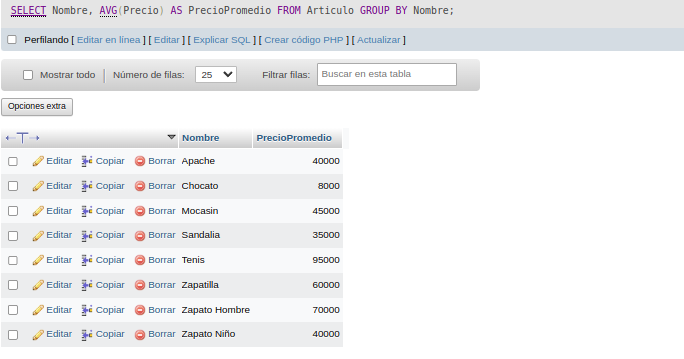 SELECT Nombre, AVG(Precio) AS PrecioPromedio FROM Articulo GROUP BY Nombre;
Perfilando [ Editar en línea ] [ Editar ] [ Explicar SQL ] [ Crear código PHP ] [ Actualizar ]
Mostrar todo | Número de filas: 25 Filtrar filas: Buscar en esta tabla
Opciones extra
←T→ Nombre PrecioPromedio
Editar Copiar Borrar Apache 40000
Editar Copiar Borrar Chocato 8000
Editar Copiar Borrar Mocasin 45000
Editar Copiar Borrar Sandalia 35000
Editar Copiar Borrar Tenis 95000
Editar Copiar Borrar Zapatilla 60000
Editar Copiar Borrar Zapato Hombre 70000
Editar Copiar Borrar Zapato Niño 40000